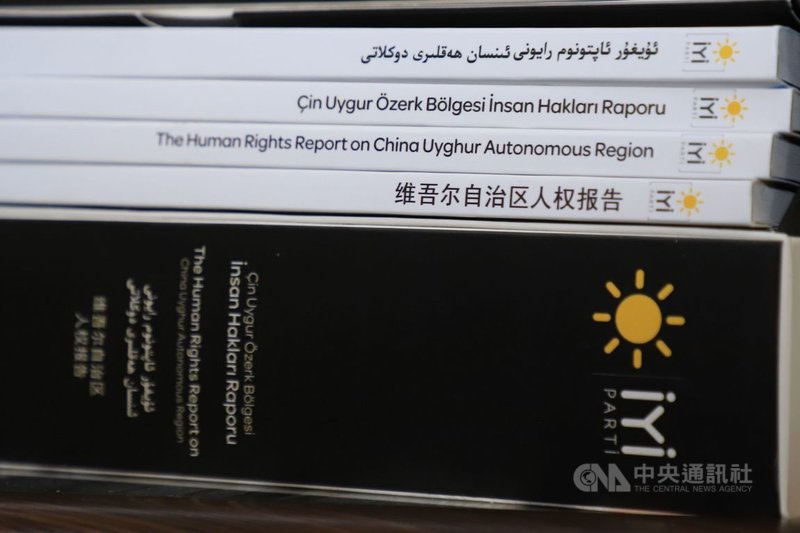 ئۇيغۇر ئاپتونوم رايونى ئىنسان ھەقلىرى دوكلاتى
İYİ
PARTİ
Çin Uygur Özerk Bölgesi İnsan Hakları Raporu
İYİ
PARTİ
The Human Rights Report on China Uyghur Autonomous Region
İYİ
PARTİ
维吾尔自治区人权报告
İYİ
PARTİ
Çin Uygur Özerk Bölgesi
İnsan Hakları Raporu
The Human Rights Report on
China Uyghur Autonomous Region
ئۇيغۇر ئاپتونوم رايونى
ئىنسان ھەقلىرى دوكلاتى
维吾尔自治区
人权报告
İYİ
PARTİ
CNA 中央通訊社
THE CENTRAL NEWS AGENCY